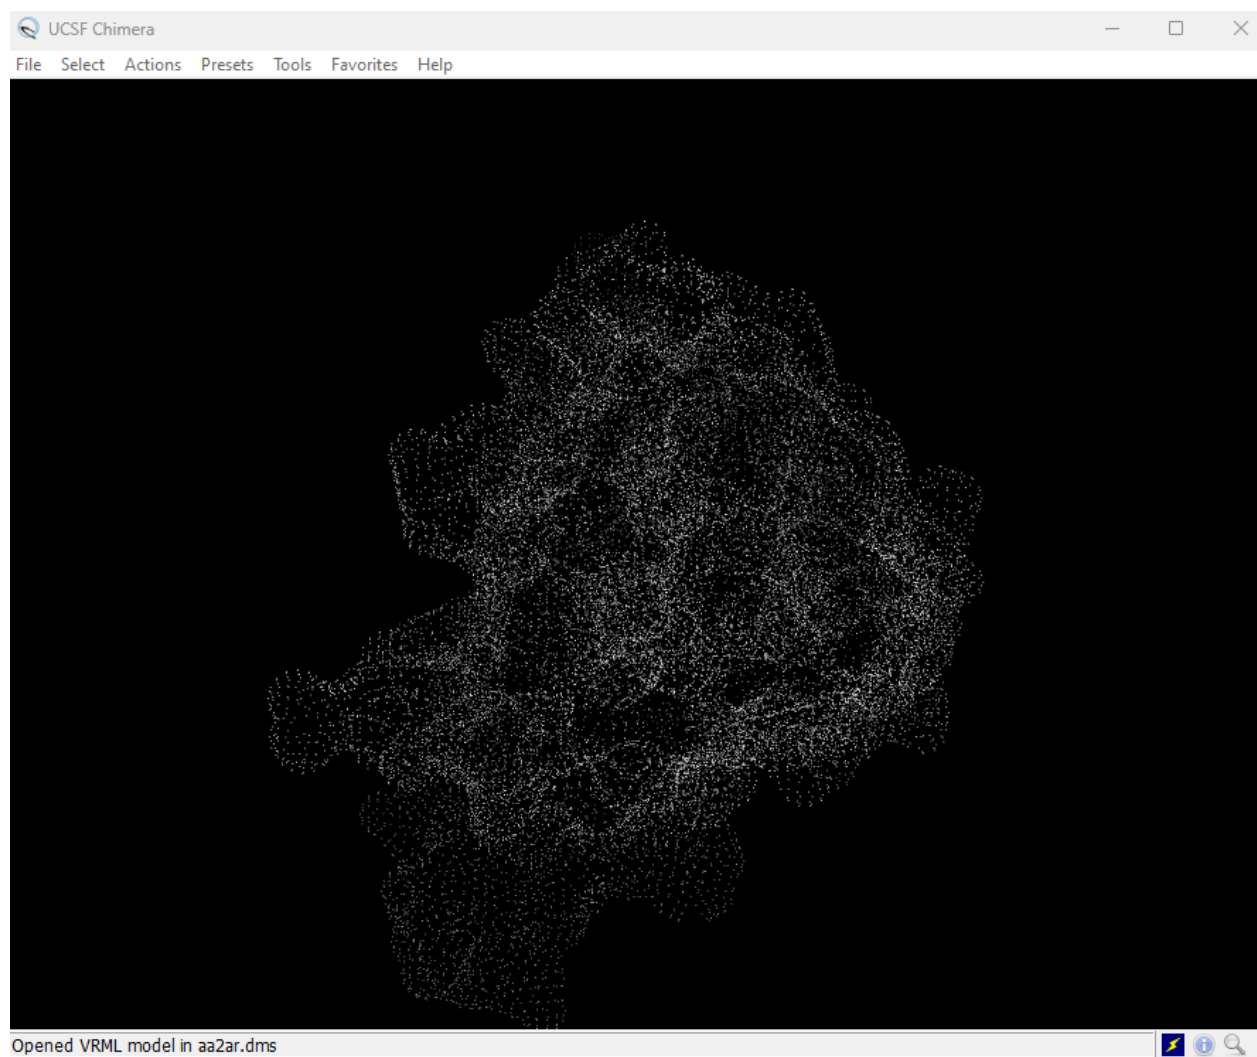 UCSF Chimera
File Select Actions Presets Tools Favorites Help
Opened VRML model in aa2ar.dms